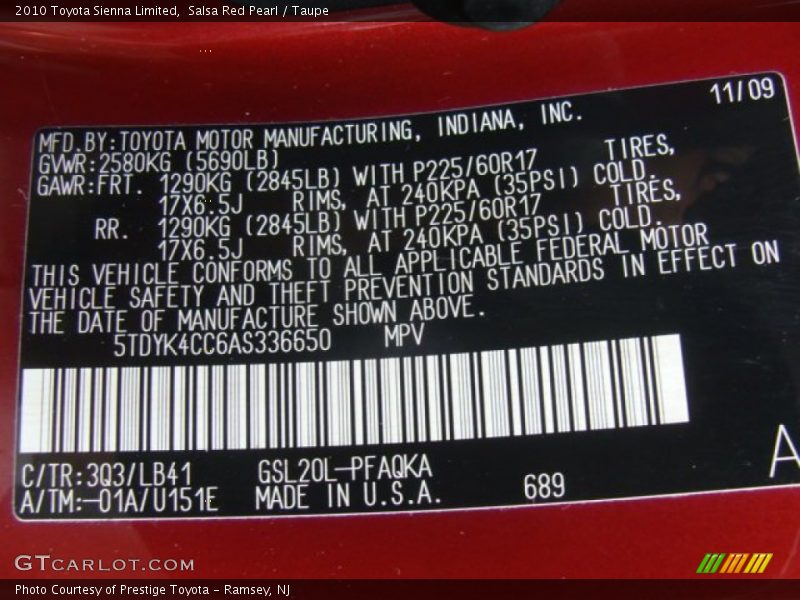 2010 Toyota Sienna Limited,  Salsa Red Pearl / Taupe
11/09
MFD.BY:TOYOTA MOTOR MANUFACTURING, INDIANA, INC.
GVWR:2580KG (5690LB)
GAWR:FRT. 1290KG (2845LB) WITH P225/60R17 TIRES,
17X6.5J RIMS, AT 240KPA (35PSI) COLD.
RR. 1290KG (2845LB) WITH P225/60R17 TIRES,
17X6.5J RIMS, AT 240KPA (35PSI) COLD.
THIS VEHICLE CONFORMS TO ALL APPLICABLE FEDERAL MOTOR
VEHICLE SAFETY AND THEFT PREVENTION STANDARDS IN EFFECT ON
THE DATE OF MANUFACTURE SHOWN ABOVE.
5TDYK4CC6AS336650 MPV
C/TR:3Q3/LB41 GSL20L-PFAQKA
A/TM:-01A/U151E MADE IN U.S.A. 689
A
GTCARLOT.COM
Photo Courtesy of Prestige Toyota - Ramsey, NJ